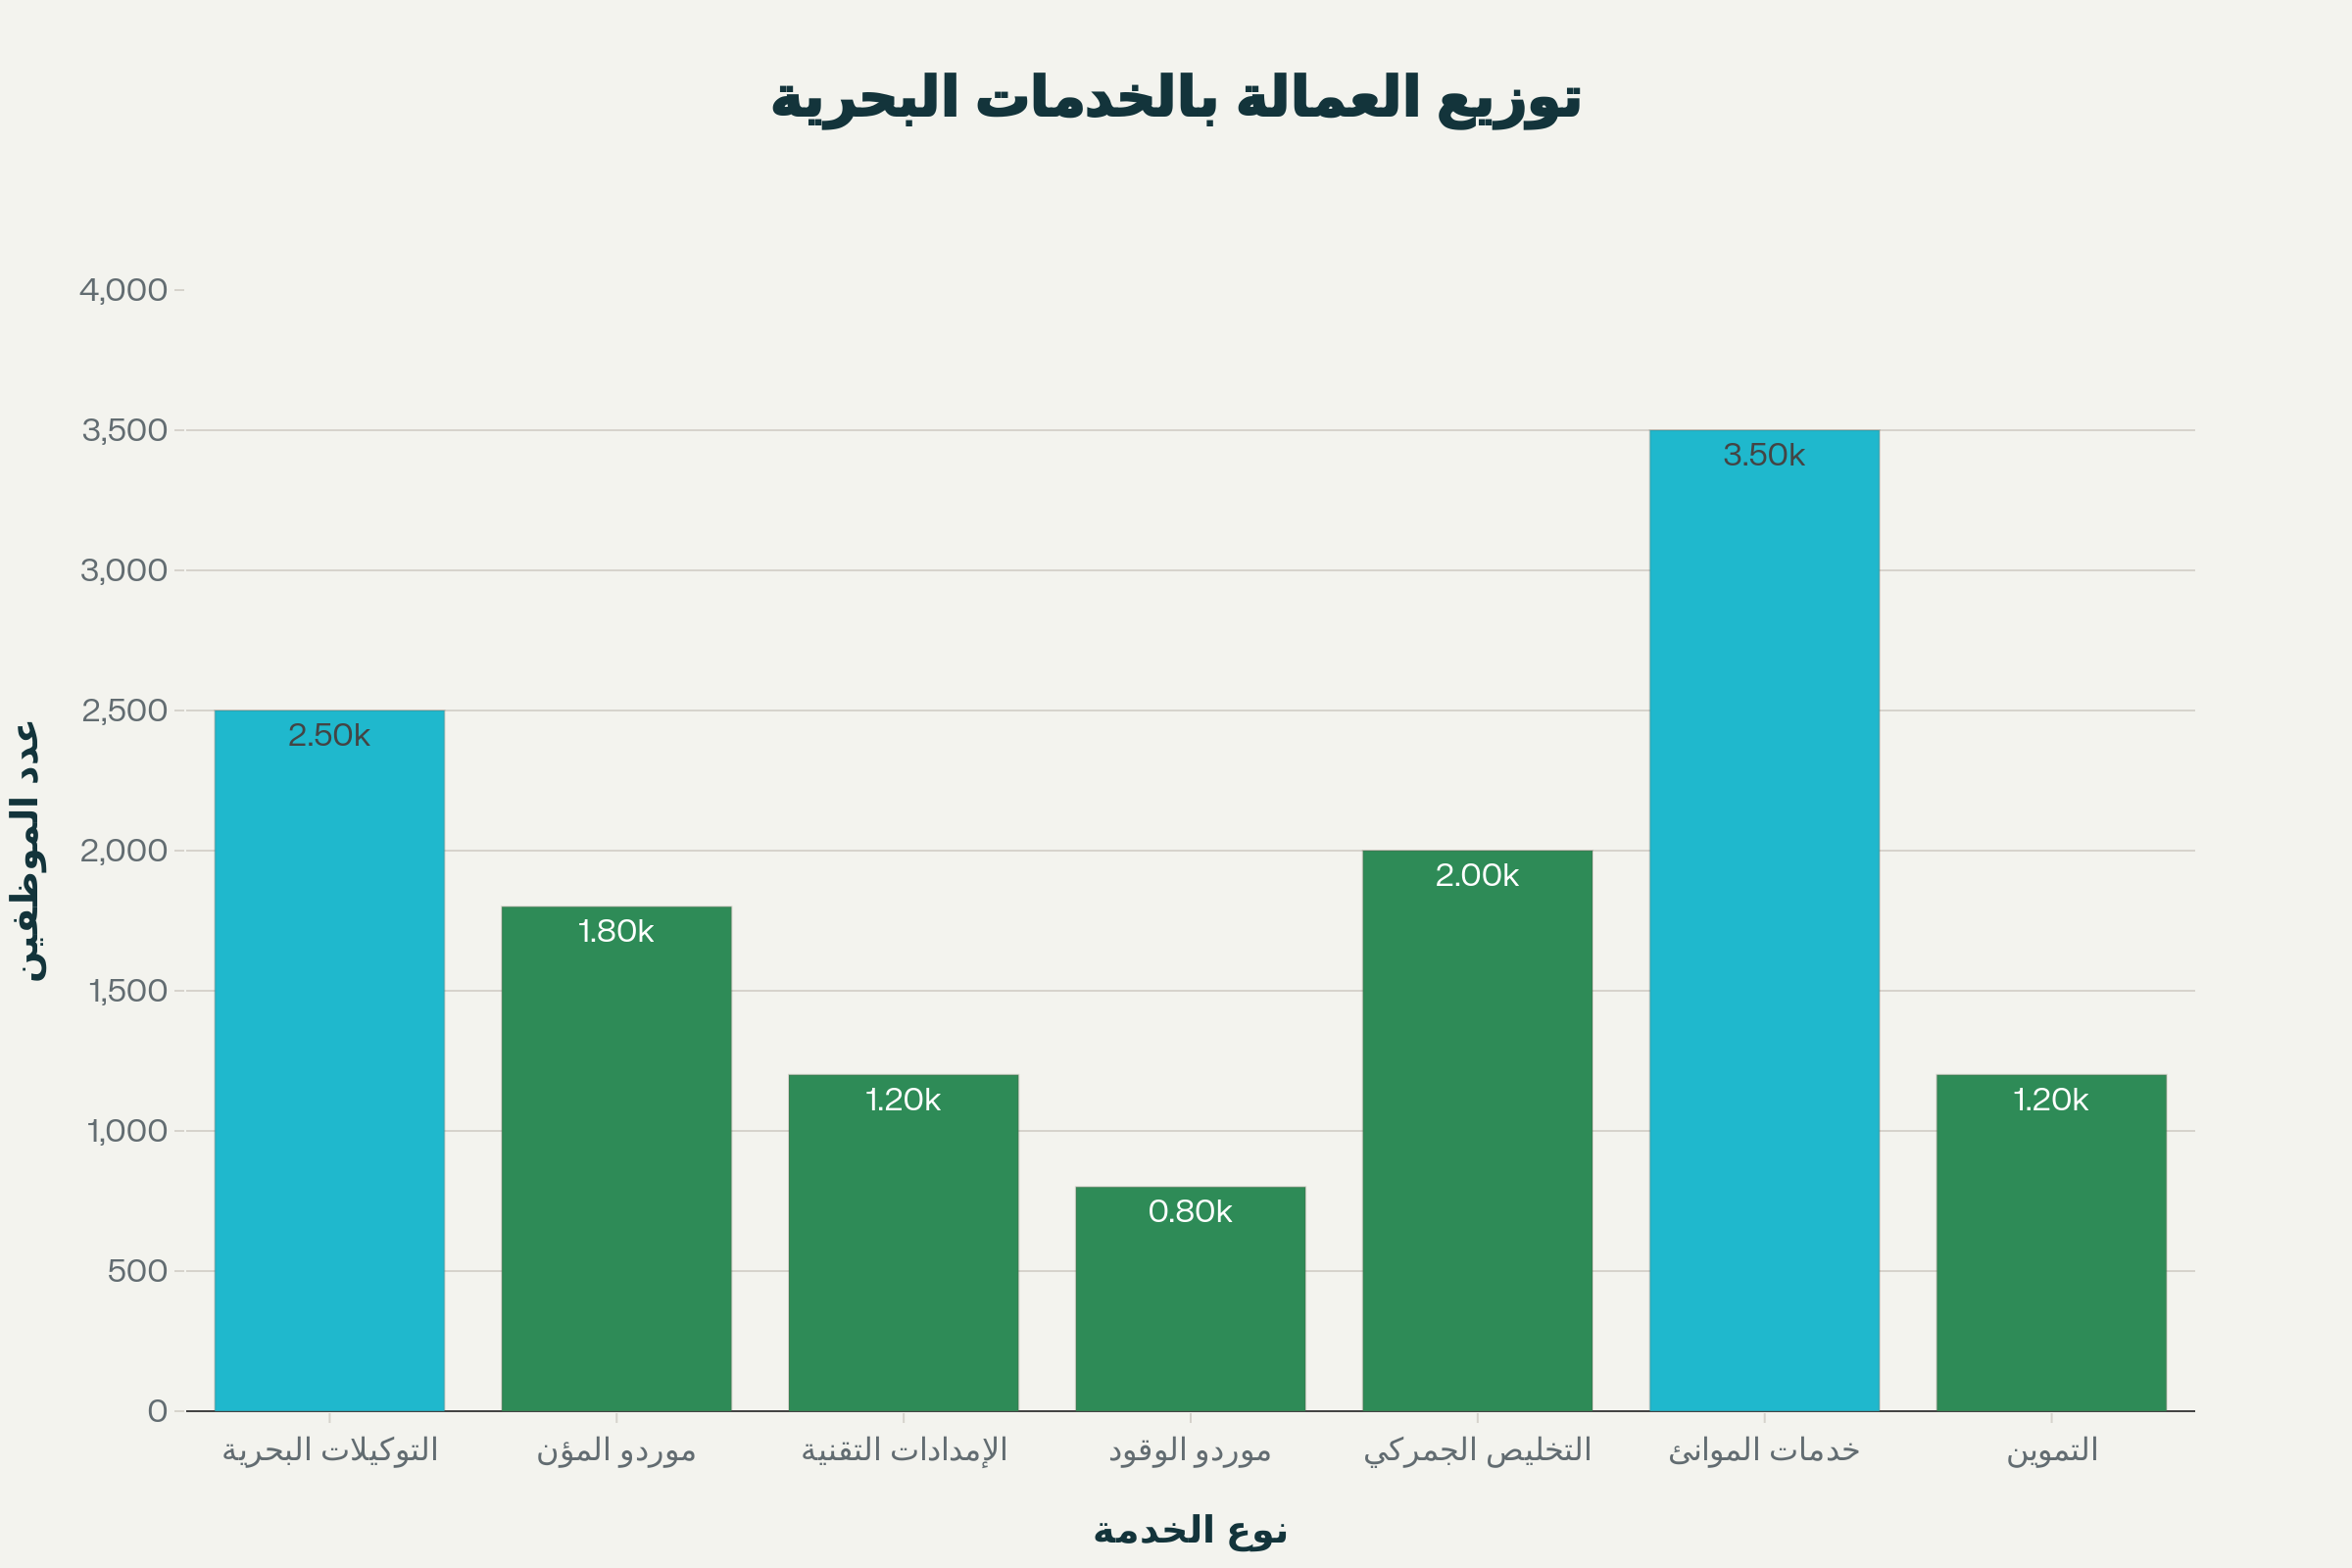 توزيع العمالة بالخدمات البحرية
عدد الموظفين
4,000
3,500
3,000
2,500
2,000
1,500
1,000
500
0
2.50k
1.80k
1.20k
0.80k
2.00k
3.50k
1.20k
التوكيلات البحرية
موردو المؤن
الإمدادات التقنية
موردو الوقود
التخليص الجمركي
خدمات الموانئ
التموين
نوع الخدمة